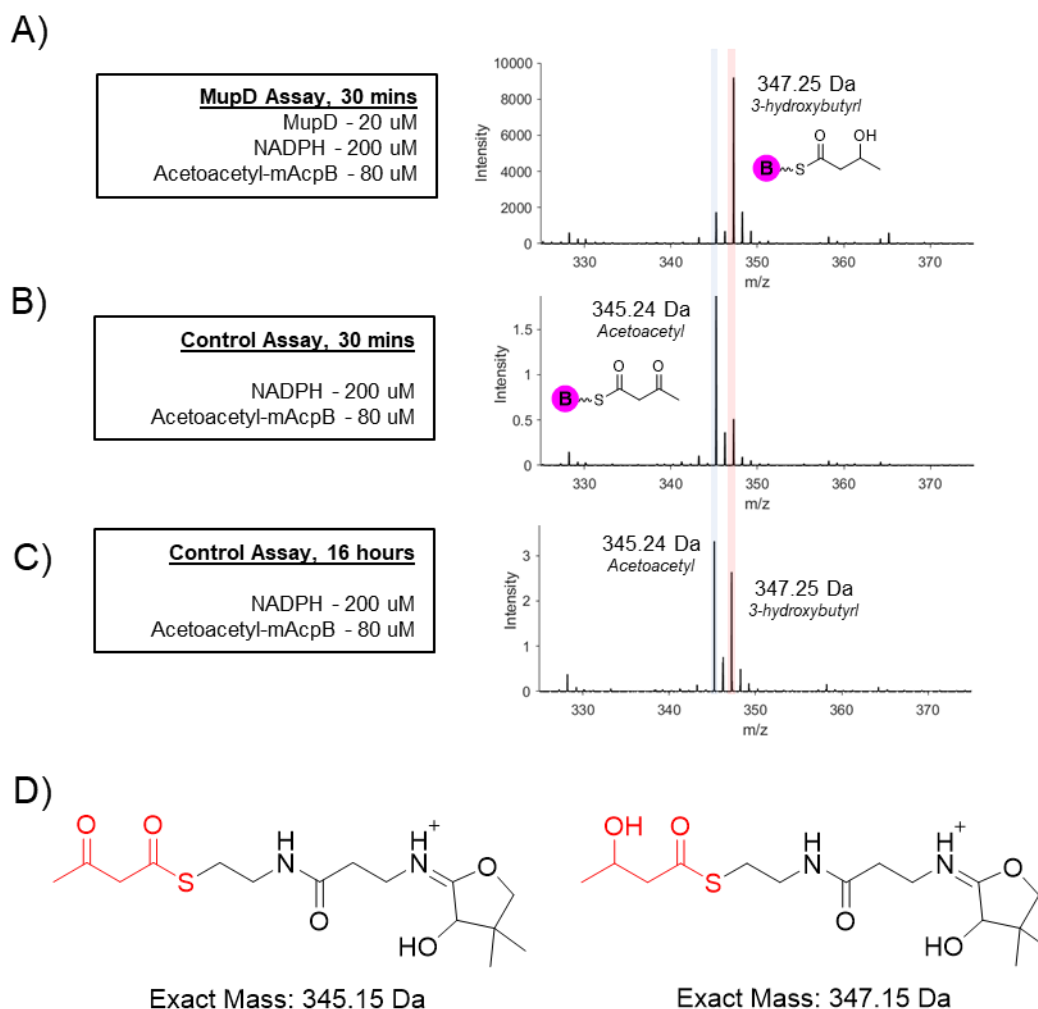 A)
MupD Assay, 30 mins
MupD - 20 uM
NADPH - 200 uM
Acetoacetyl-mAcpB - 80 uM
10000
8000
6000
4000
2000
0
Intensity
347.25 Da
3-hydroxybutyrl
O
OH
B
S
330
340
350
360
370
m/z
B)
Control Assay, 30 mins
NADPH - 200 uM
Acetoacetyl-mAcpB - 80 uM
1.5
1
0.5
0
Intensity
345.24 Da
Acetoacetyl
O
O
B
S
330
340
350
360
370
m/z
C)
Control Assay, 16 hours
NADPH - 200 uM
Acetoacetyl-mAcpB - 80 uM
3
2
1
0
Intensity
345.24 Da
Acetoacetyl
347.25 Da
3-hydroxybutyrl
330
340
350
360
370
m/z
D)
O
O
S
H
N
O
H
N
+
O
HO
Exact Mass: 345.15 Da
OH
O
S
H
N
O
H
N
+
O
HO
Exact Mass: 347.15 Da